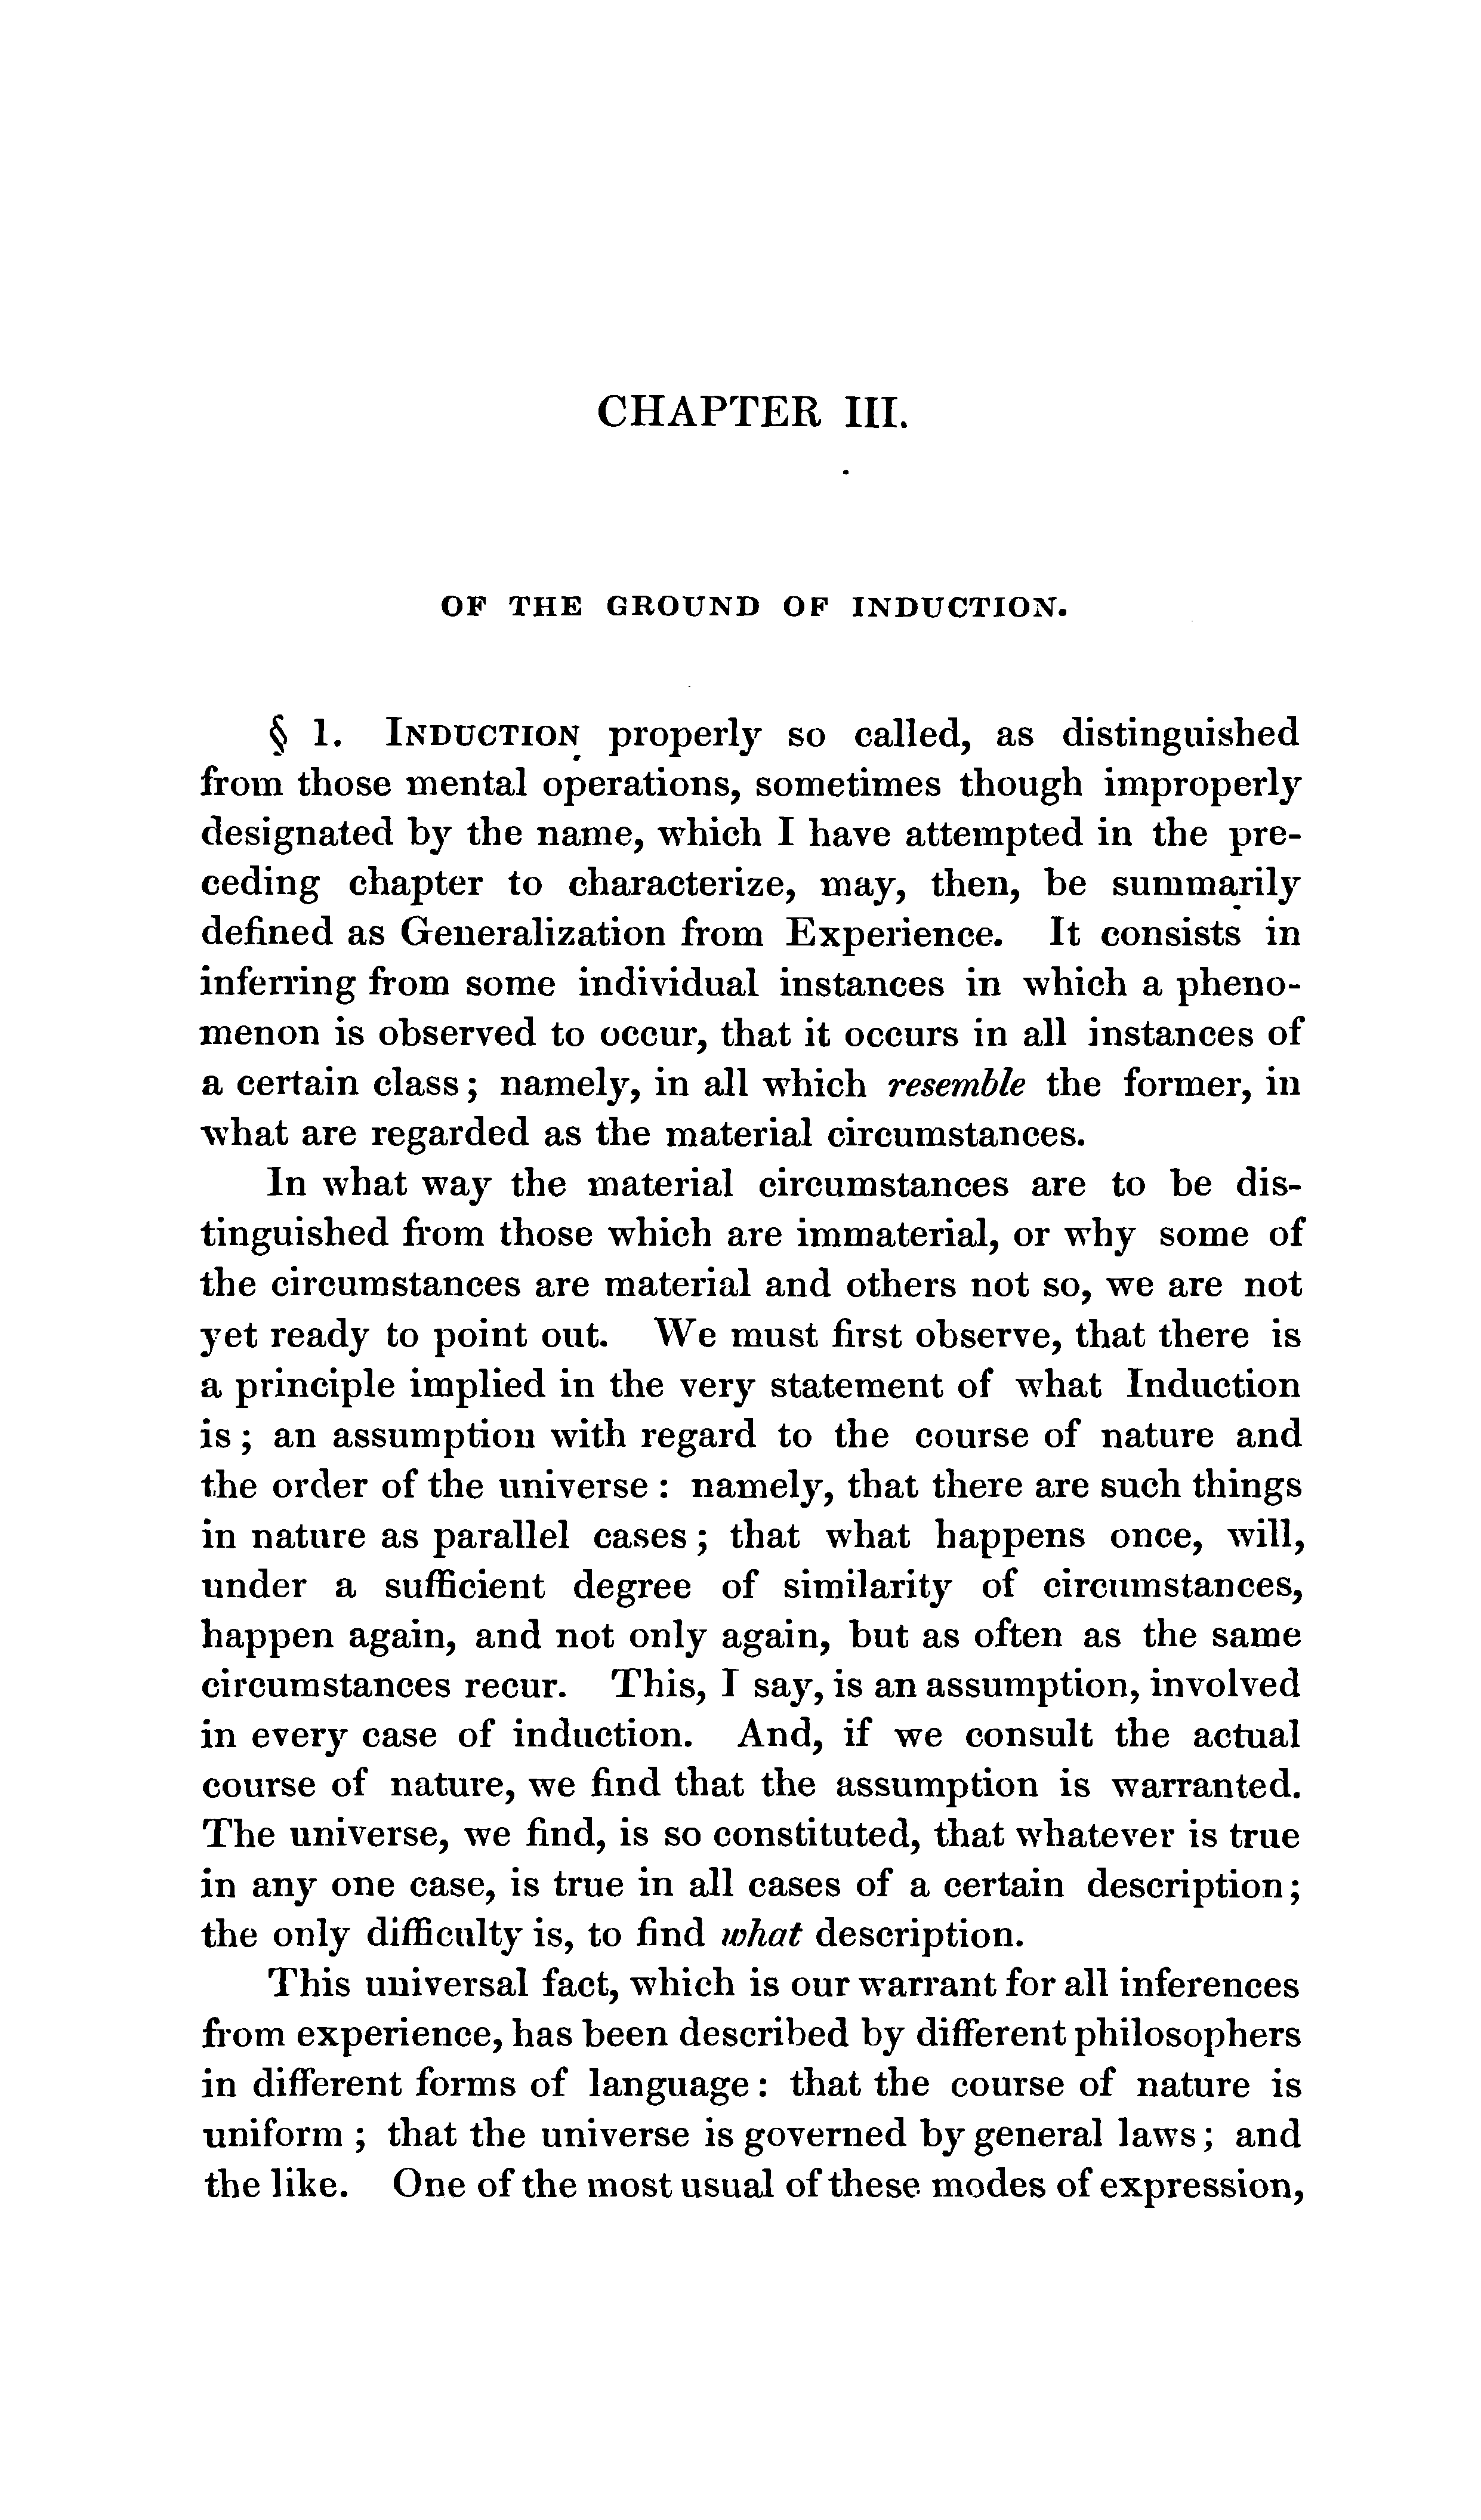 CHAPTER III.
OF THE GROUND OF INDUCTION.
§ 1. INDUCTION properly so called, as distinguished
from those mental operations, sometimes though improperly
designated by the name, which I have attempted in the pre-
ceding chapter to characterize, may, then, be summarily
defined as Generalization from Experience. It consists in
inferring from some individual instances in which a pheno-
menon is observed to occur, that it occurs in all instances of
a certain class; namely, in all which resemble the former, in
what are regarded as the material circumstances.
In what way the material circumstances are to be dis-
tinguished from those which are immaterial, or why some of
the circumstances are material and others not so, we are not
yet ready to point out. We must first observe, that there is
a principle implied in the very statement of what Induction
is; an assumption with regard to the course of nature and
the order of the universe: namely, that there are such things
in nature as parallel cases; that what happens once, will,
under a sufficient degree of similarity of circumstances,
happen again, and not only again, but as often as the same
circumstances recur. This, I say, is an assumption, involved
in every case of induction. And, if we consult the actual
course of nature, we find that the assumption is warranted.
The universe, we find, is so constituted, that whatever is true
in any one case, is true in all cases of a certain description;
the only difficulty is, to find what description.
This universal fact, which is our warrant for all inferences
from experience, has been described by different philosophers
in different forms of language: that the course of nature is
uniform; that the universe is governed by general laws; and
the like. One of the most usual of these modes of expression,